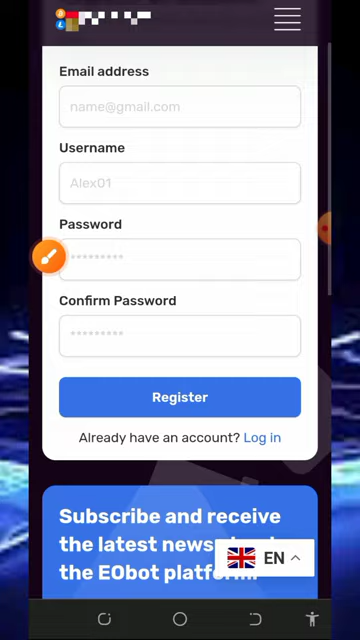 Email address
name@gmail.com
Username
Alex01
Password
*********
Confirm Password
*********
Register
Already have an account? Log in
Subscribe and receive
the latest news
the EObot platform
EN